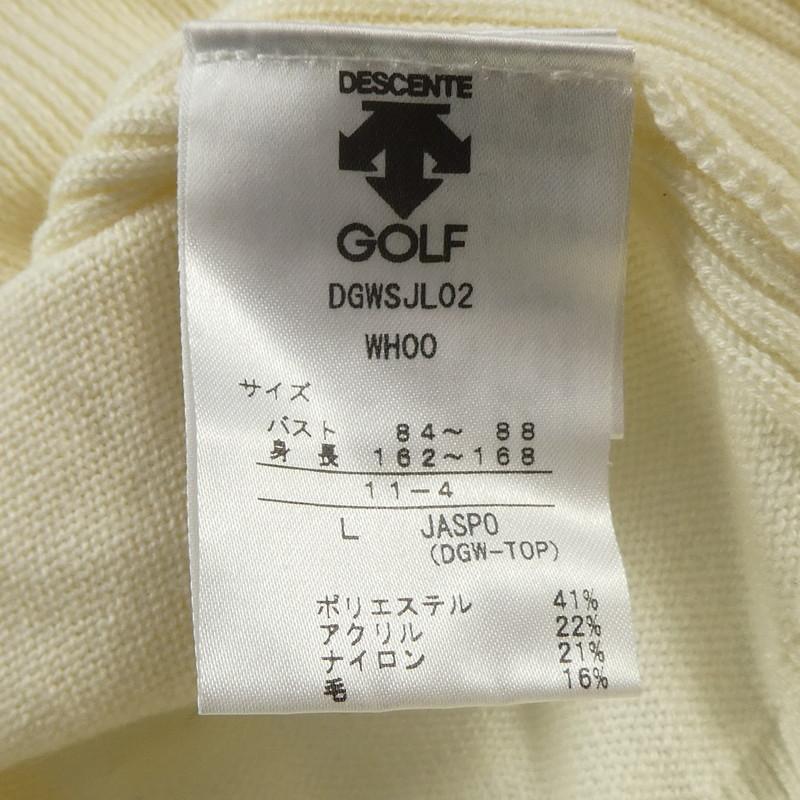 DESCENTE
GOLF
DGWSJL02
WH00
サイズ
バスト 84～ 88
身 長 162～168
11-4
L JASPO
(DGW-TOP)
ポリエステル 41%
アクリル 22%
ナイロン 21%
毛 16%